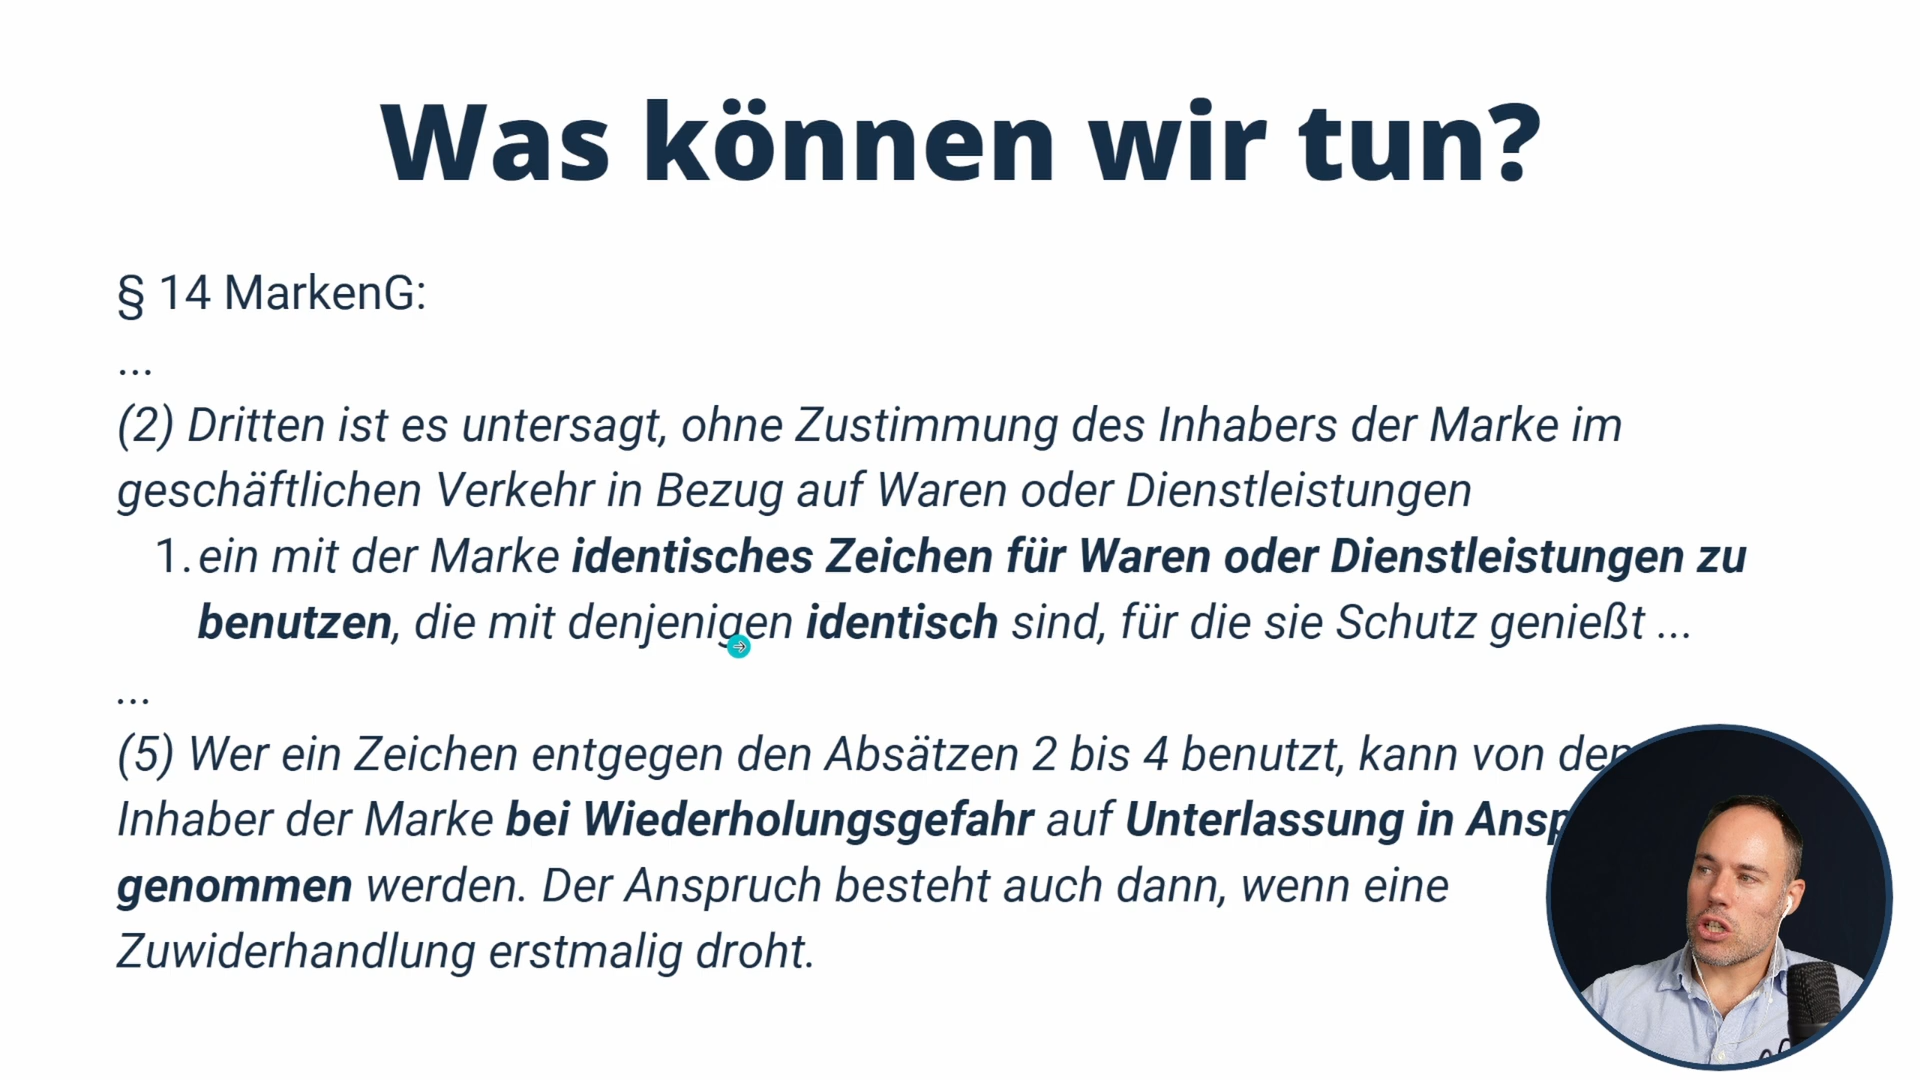 Was können wir tun?
§ 14 MarkenG:
...
(2) Dritten ist es untersagt, ohne Zustimmung des Inhabers der Marke im
geschäftlichen Verkehr in Bezug auf Waren oder Dienstleistungen
1. ein mit der Marke identisches Zeichen für Waren oder Dienstleistungen zu
benutzen, die mit denjenigen identisch sind, für die sie Schutz genießt ...
...
(5) Wer ein Zeichen entgegen den Absätzen 2 bis 4 benutzt, kann von
Inhaber der Marke bei Wiederholungsgefahr auf Unterlassung in
genommen werden. Der Anspruch besteht auch dann, wenn eine
Zuwiderhandlung erstmalig droht.